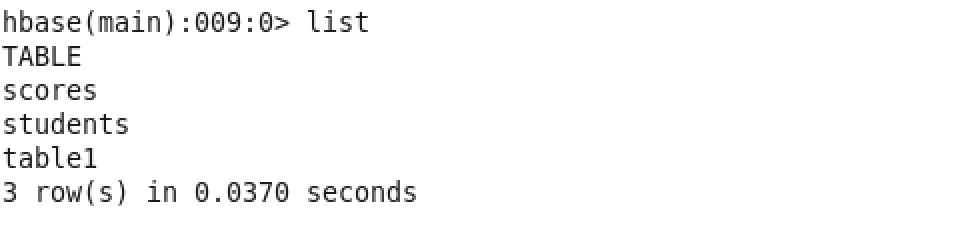 hbase(main):009:0> list
TABLE
scores
students
table1
3 row(s) in 0.0370 seconds